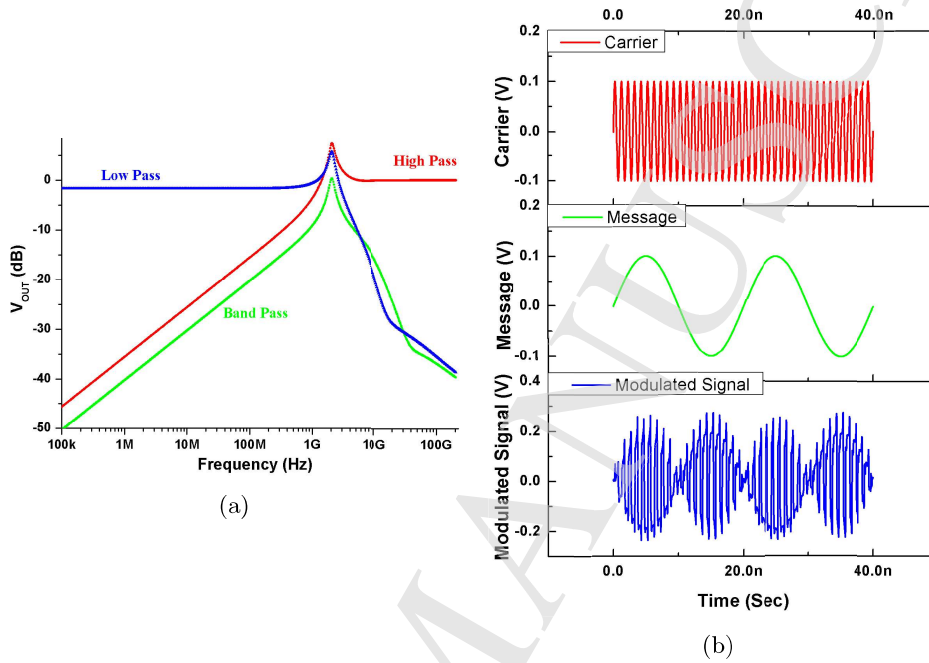 0
-10
-20
-30
-40
-50
V_OUT (dB)
Low Pass
High Pass
Band Pass
100k 1M 10M 100M 1G 10G 100G
Frequency (Hz)
(a)
0.0 20.0n 40.0n
Carrier
0.2
0.1
0.0
-0.1
Carrier (V)
Message
0.2
0.1
0.0
-0.1
Message (V)
Modulated Signal
0.4
0.2
0.0
-0.2
Modulated Signal (V)
0.0 20.0n 40.0n
Time (Sec)
(b)